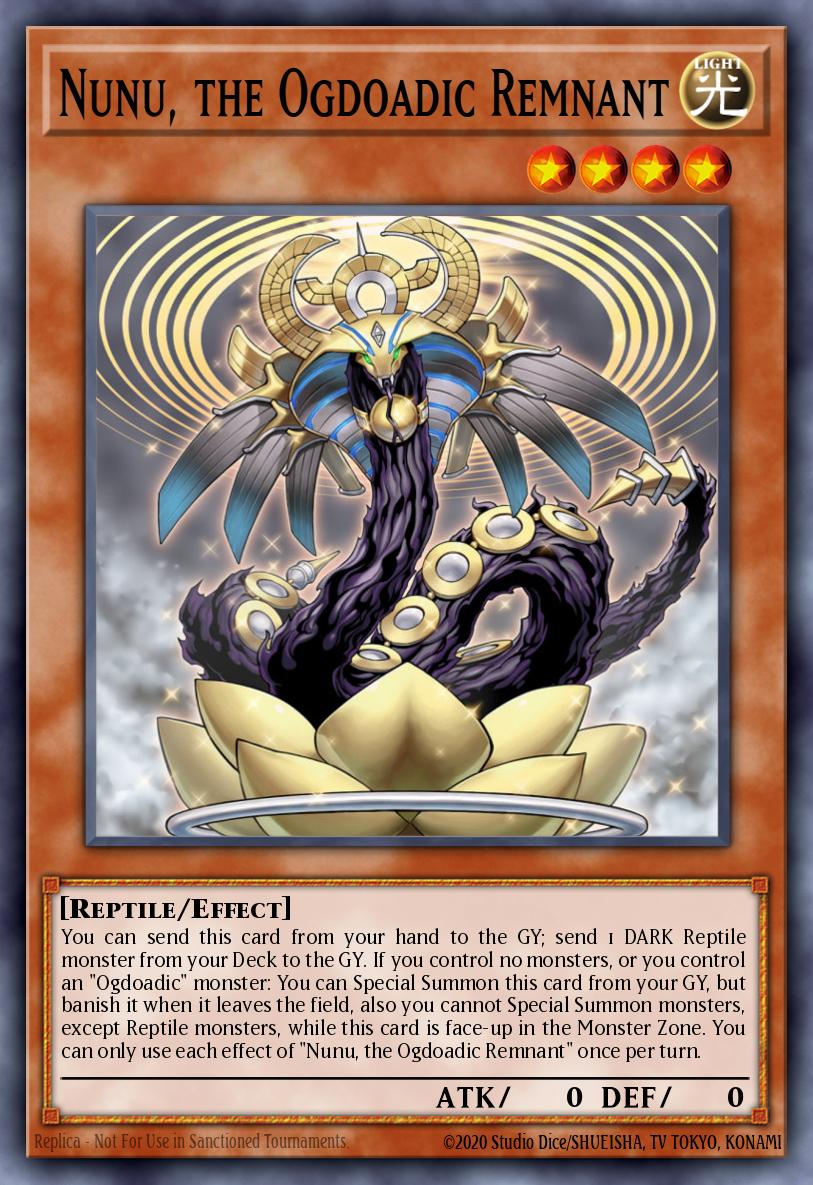 Nunu, the Ogdoadic Remnant
LIGHT
光
[Reptile/Effect]
You can send this card from your hand to the GY; send 1 DARK Reptile
monster from your Deck to the GY. If you control no monsters, or you control
an "Ogdoadic" monster: You can Special Summon this card from your GY, but
banish it when it leaves the field, also you cannot Special Summon monsters,
except Reptile monsters, while this card is face-up in the Monster Zone. You
can only use each effect of "Nunu, the Ogdoadic Remnant" once per turn.
ATK/ 0 DEF/ 0
Replica - Not For Use in Sanctioned Tournaments.
©2020 Studio Dice/SHUEISHA, TV TOKYO, KONAMI